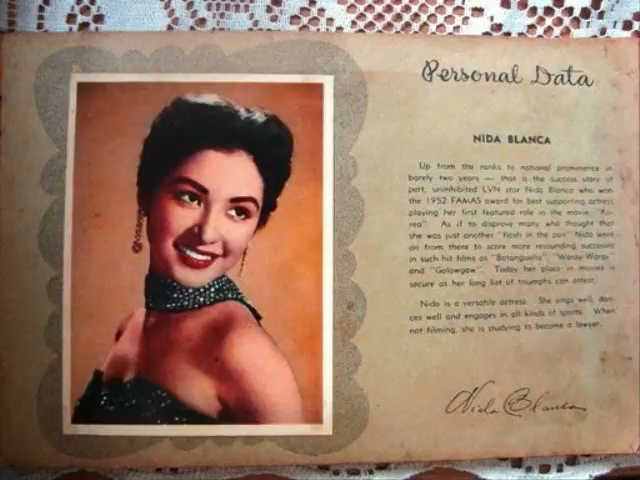 Personal Data
NIDA BLANCA
Up from the ranks to national prominence in
barely two years — that is the success story of
pert, uninhibited LVN star Nida Blanca who won
the 1952 FAMAS award for best supporting actress
playing her first featured role in the movie, "Ko-
rea". As if to disprove many who thought that
she was just another "flash in the pan" Nida went
on from there to score more resounding successes
in such hit films as "Batangueña", "Waray-Waray"
and "Galawgaw". Today her place in movies is
secure as her long list of triumphs can attest.
Nida is a versatile actress. She sings well, dan-
ces well and engages in all kinds of sports. When
not filming, she is studying to become a lawyer.
Nida Blanca